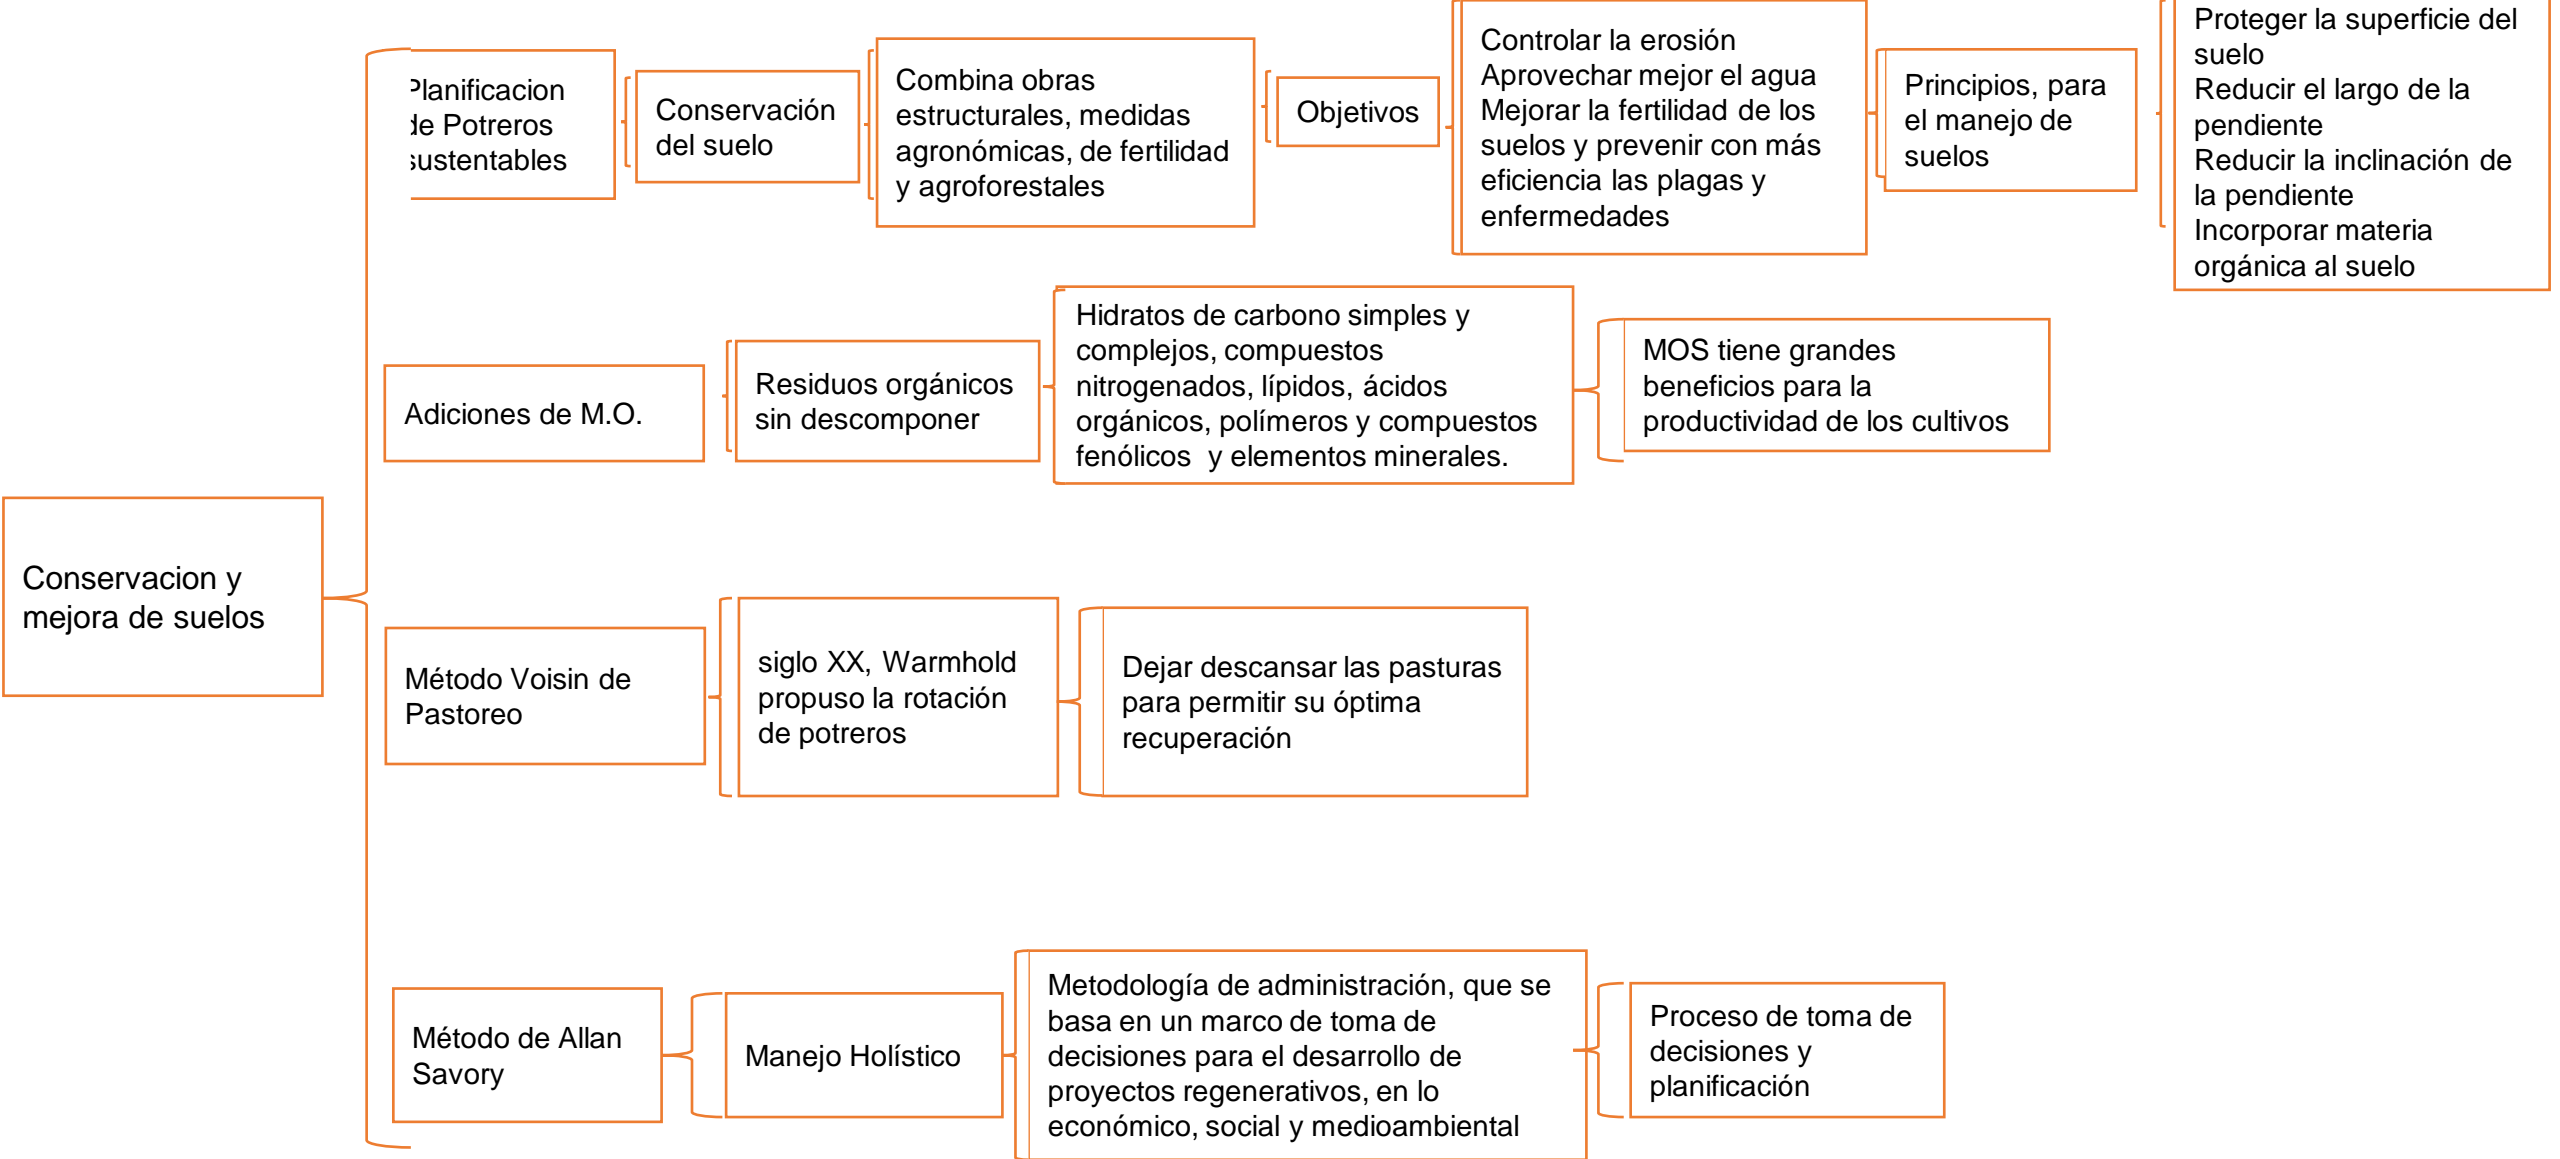 Conservacion y
mejora de suelos
Planificacion
de Potreros
sustentables
Conservación
del suelo
Combina obras
estructurales, medidas
agronómicas, de fertilidad
y agroforestales
Objetivos
Controlar la erosión
Aprovechar mejor el agua
Mejorar la fertilidad de los
suelos y prevenir con más
eficiencia las plagas y
enfermedades
Principios, para
el manejo de
suelos
Proteger la superficie del
suelo
Reducir el largo de la
pendiente
Reducir la inclinación de
la pendiente
Incorporar materia
orgánica al suelo
Adiciones de M.O.
Residuos orgánicos
sin descomponer
Hidratos de carbono simples y
complejos, compuestos
nitrogenados, lípidos, ácidos
orgánicos, polímeros y compuestos
fenólicos y elementos minerales.
MOS tiene grandes
beneficios para la
productividad de los cultivos
Método Voisin de
Pastoreo
siglo XX, Warmhold
propuso la rotación
de potreros
Dejar descansar las pasturas
para permitir su óptima
recuperación
Método de Allan
Savory
Manejo Holístico
Metodología de administración, que se
basa en un marco de toma de
decisiones para el desarrollo de
proyectos regenerativos, en lo
económico, social y medioambiental
Proceso de toma de
decisiones y
planificación